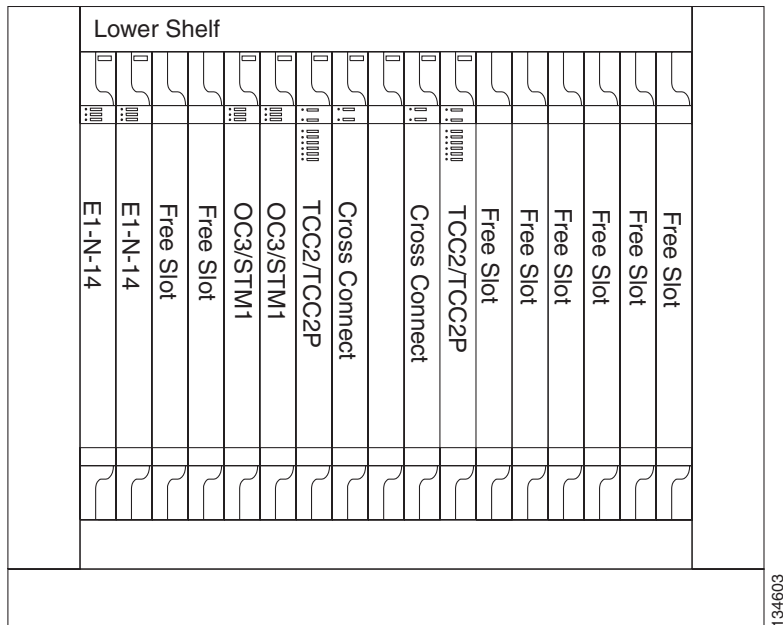 Lower Shelf
E1-N-14
E1-N-14
Free Slot
Free Slot
OC3/STM1
OC3/STM1
TCC2/TCC2P
Cross Connect
Cross Connect
TCC2/TCC2P
Free Slot
Free Slot
Free Slot
Free Slot
Free Slot
Free Slot
134603